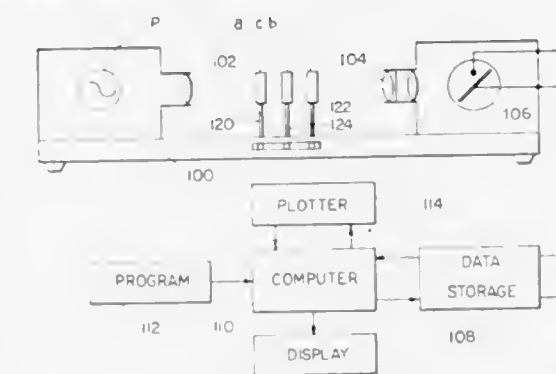 P a c b
102 104
122
120 124 106
100
PLOTTER 114
PROGRAM COMPUTER DATA STORAGE
112 110 108
DISPLAY